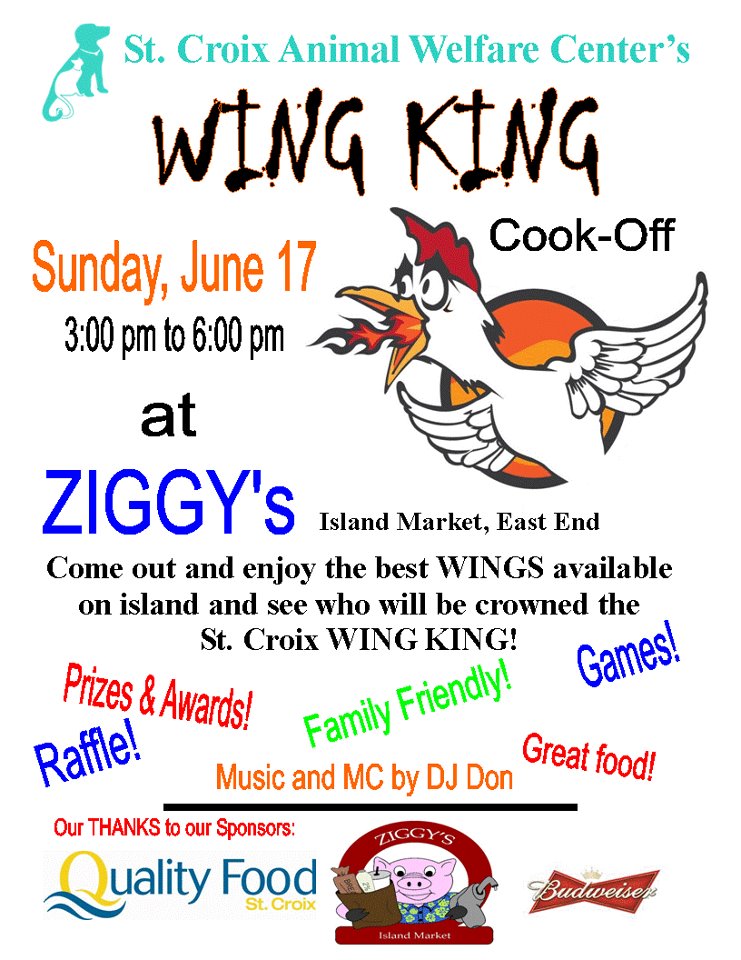 St. Croix Animal Welfare Center's
WING KING
Cook-Off
Sunday, June 17
3:00 pm to 6:00 pm
at
ZIGGY's Island Market, East End
Come out and enjoy the best WINGS available
on island and see who will be crowned the
St. Croix WING KING!
Games!
Prizes & Awards!
Family Friendly!
Raffle!
Great food!
Music and MC by DJ Don
Our THANKS to our Sponsors:
Quality Food
St. Croix
ZIGGY'S
Island Market
Budweiser